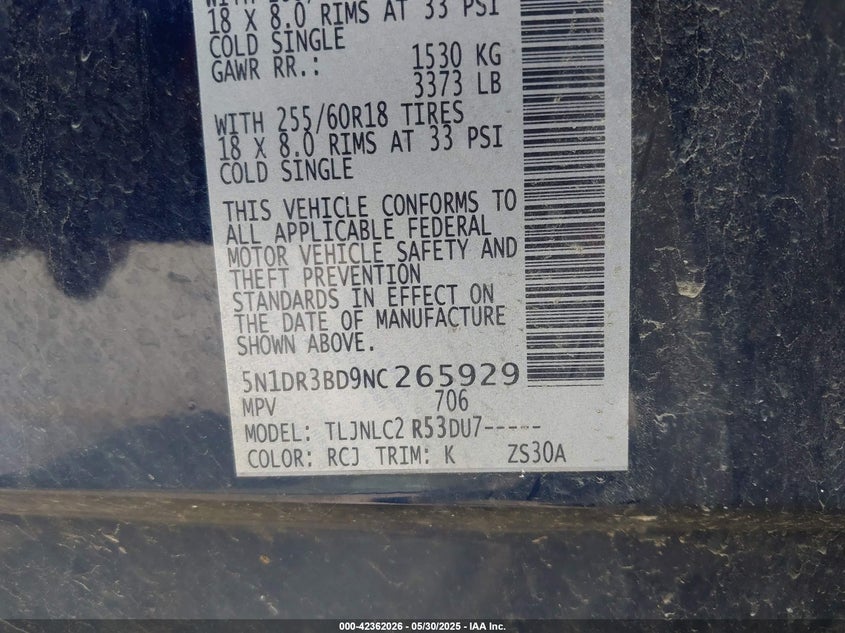 18 X 8.0 RIMS AT 33 PSI
COLD SINGLE
GAWR RR.: 1530 KG
3373 LB
WITH 255/60R18 TIRES
18 X 8.0 RIMS AT 33 PSI
COLD SINGLE
THIS VEHICLE CONFORMS TO
ALL APPLICABLE FEDERAL
MOTOR VEHICLE SAFETY AND
THEFT PREVENTION
STANDARDS IN EFFECT ON
THE DATE OF MANUFACTURE
SHOWN ABOVE.
5N1DR3BD9NC265929
MPV 706
MODEL: TLJNLC2 R53DU7-----
COLOR: RCJ TRIM: K ZS30A
000-42362026 - 05/30/2025 - IAA Inc.